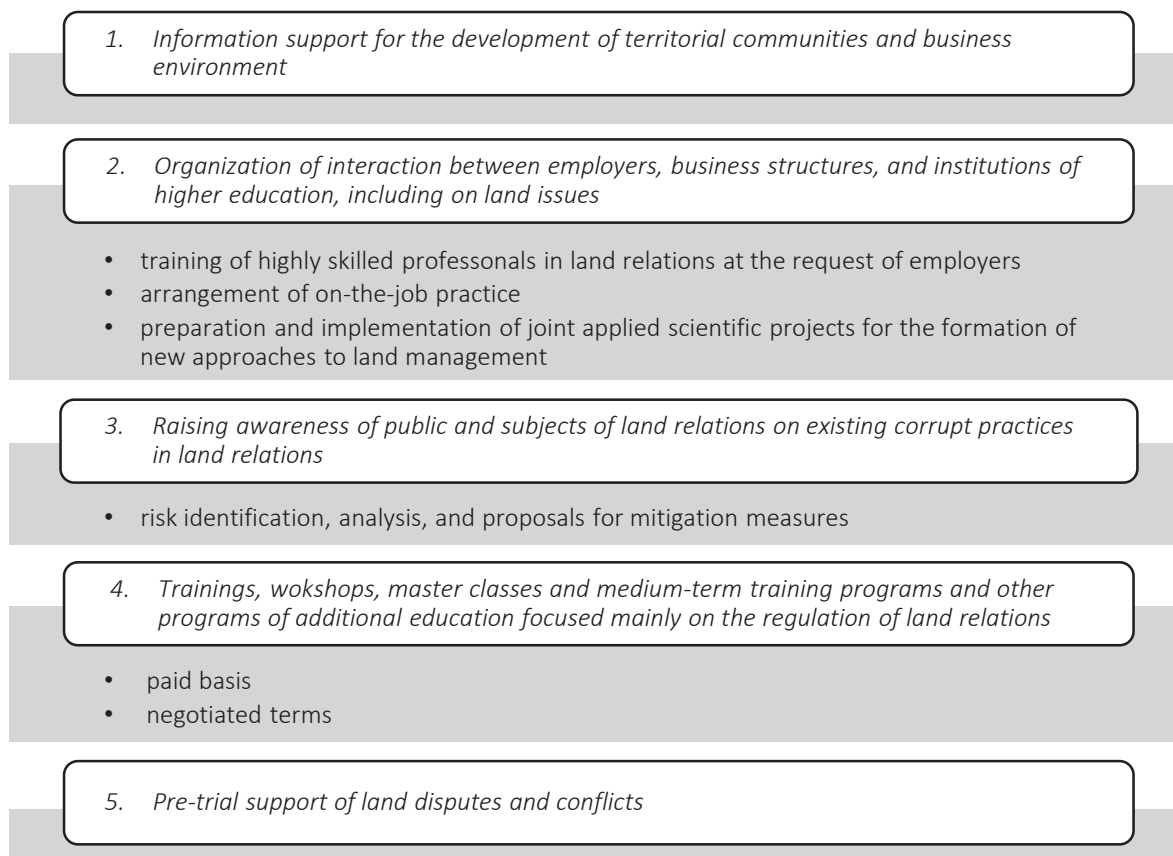 1. Information support for the development of territorial communities and business
environment
2. Organization of interaction between employers, business structures, and institutions of
higher education, including on land issues
• training of highly skilled professonals in land relations at the request of employers
• arrangement of on-the-job practice
• preparation and implementation of joint applied scientific projects for the formation of
new approaches to land management
3. Raising awareness of public and subjects of land relations on existing corrupt practices
in land relations
• risk identification, analysis, and proposals for mitigation measures
4. Trainings, wokshops, master classes and medium-term training programs and other
programs of additional education focused mainly on the regulation of land relations
• paid basis
• negotiated terms
5. Pre-trial support of land disputes and conflicts